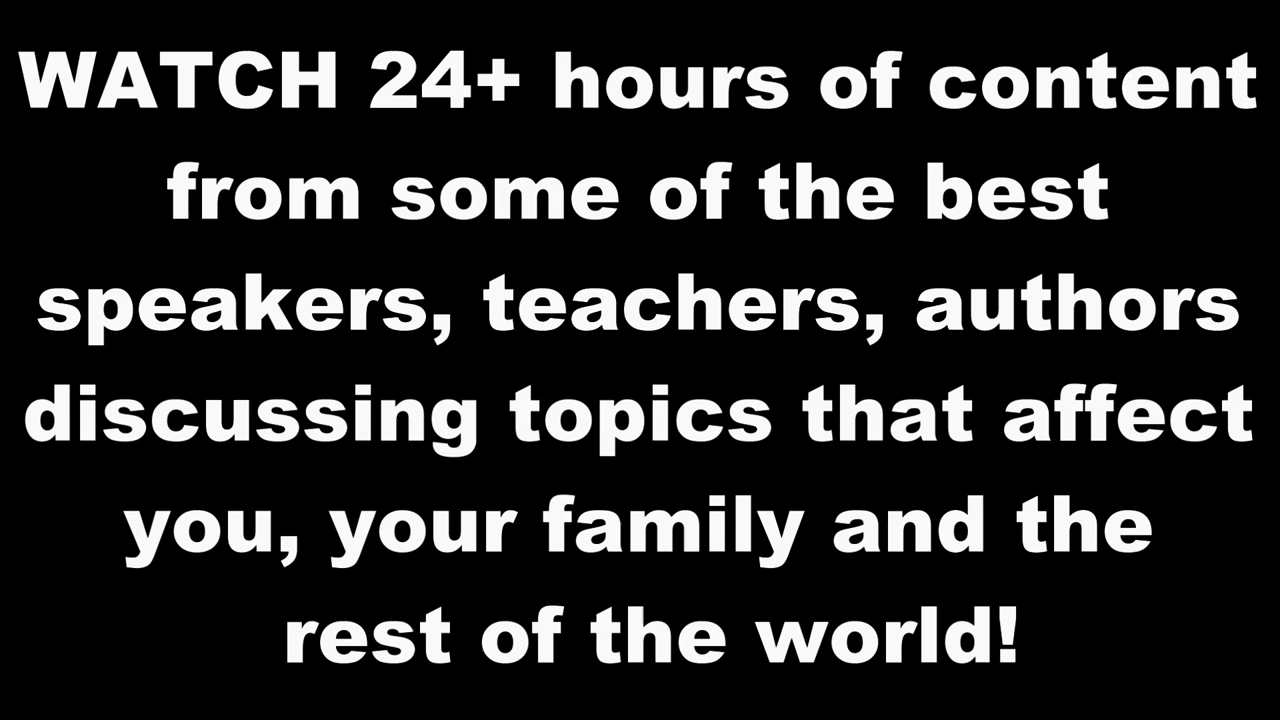 WATCH 24+ hours of content
from some of the best
speakers, teachers, authors
discussing topics that affect
you, your family and the
rest of the world!